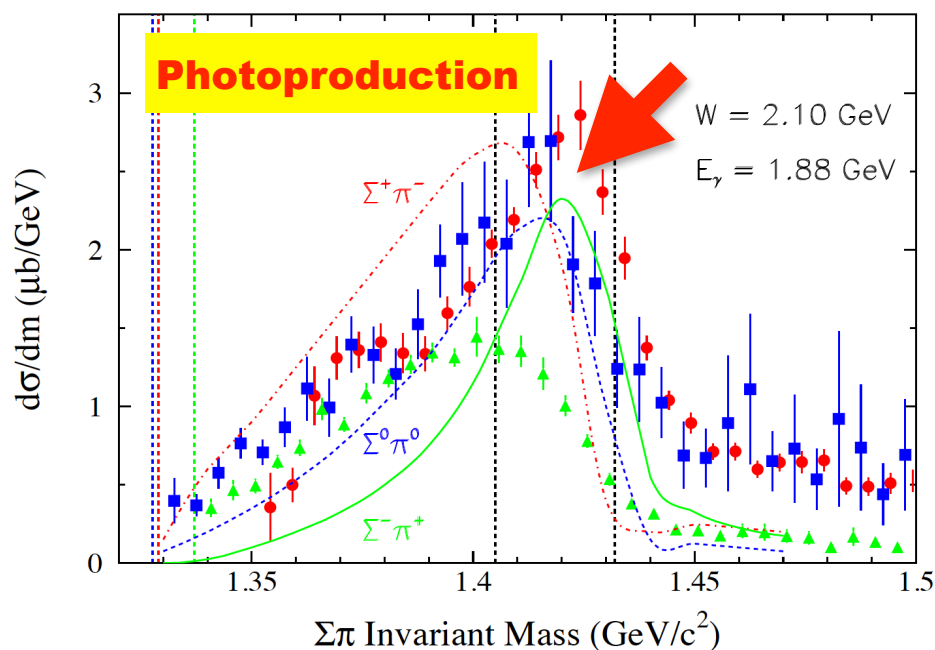 Photoproduction
W = 2.10 GeV
E_γ = 1.88 GeV
Σ⁺π⁻
Σ⁰π⁰
Σ⁻π⁺
dσ/dm (μb/GeV)
3
2
1
0
1.35 1.4 1.45 1.5
Σπ Invariant Mass (GeV/c²)